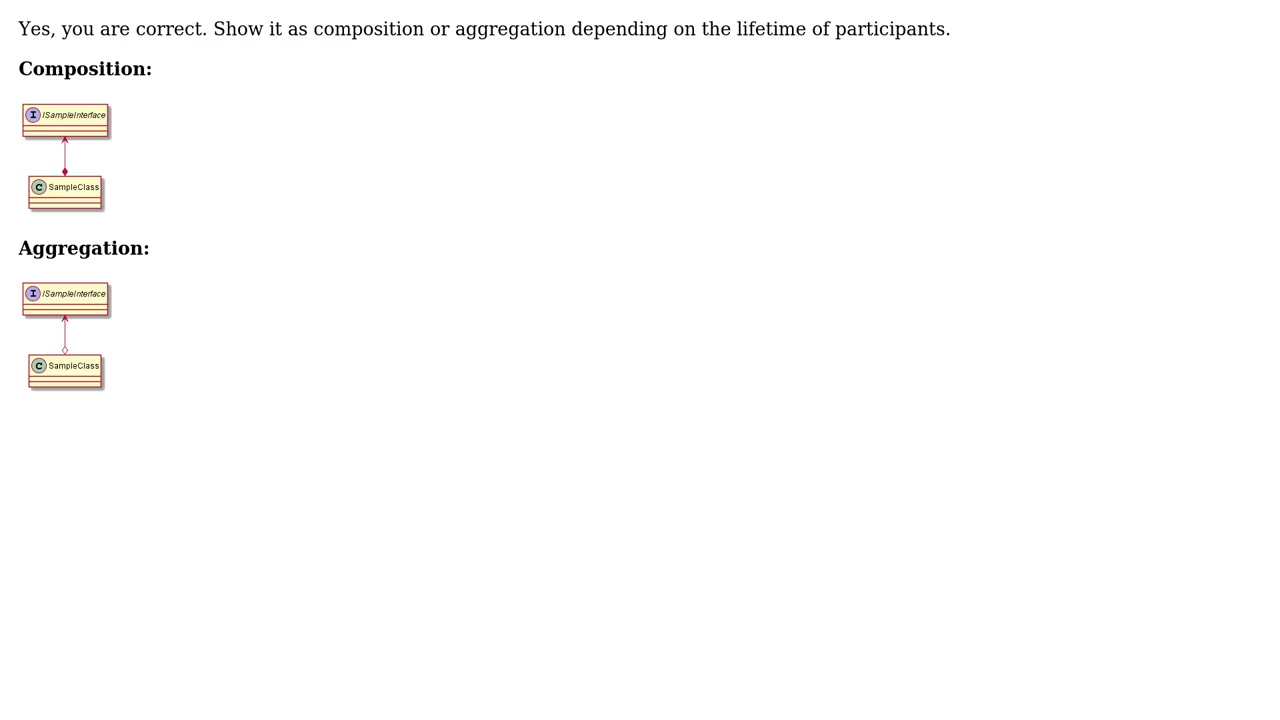 Yes, you are correct. Show it as composition or aggregation depending on the lifetime of participants.
Composition:
I ISampleInterface
C SampleClass
Aggregation:
I ISampleInterface
C SampleClass